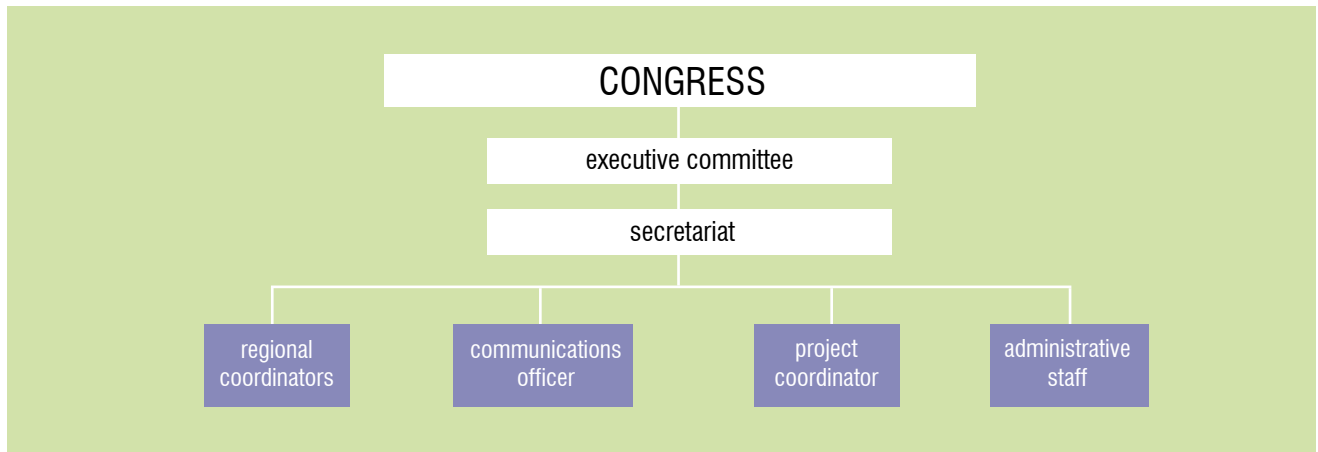 CONGRESS
executive committee
secretariat
regional
coordinators
communications
officer
project
coordinator
administrative
staff